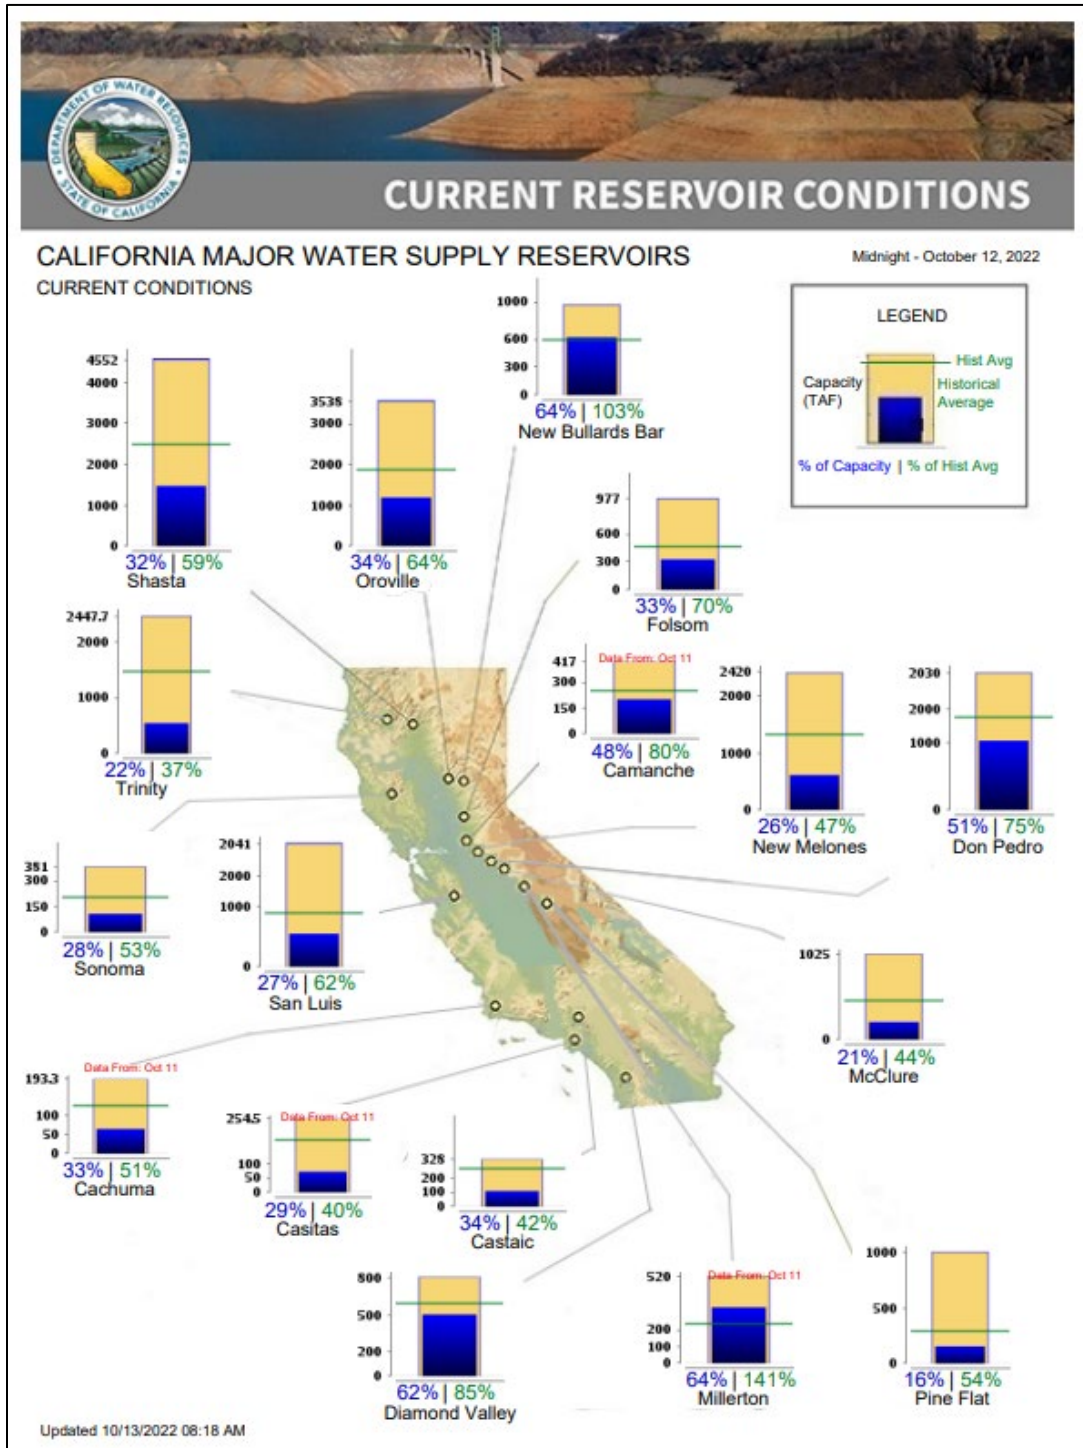 DEPARTMENT OF WATER RESOURCES
STATE OF CALIFORNIA
CURRENT RESERVOIR CONDITIONS
CALIFORNIA MAJOR WATER SUPPLY RESERVOIRS
Midnight - October 12, 2022
CURRENT CONDITIONS
LEGEND
Hist Avg
Capacity
(TAF)
Historical
Average
% of Capacity | % of Hist Avg
1000
600
300
0
64% | 103%
New Bullards Bar
4552
4000
3000
2000
1000
0
32% | 59%
Shasta
3538
3000
2000
1000
0
34% | 64%
Oroville
977
600
300
0
33% | 70%
Folsom
2447.7
2000
1000
0
22% | 37%
Trinity
Data From: Oct 11
417
300
150
0
48% | 80%
Camanche
2420
2000
1000
0
26% | 47%
New Melones
2030
2000
1000
0
51% | 75%
Don Pedro
381
300
150
0
28% | 53%
Sonoma
2041
2000
1000
0
27% | 62%
San Luis
1025
0
21% | 44%
McClure
Data From: Oct 11
193.3
100
50
0
33% | 51%
Cachuma
Data From: Oct 11
254.5
100
50
0
29% | 40%
Casitas
328
200
100
0
34% | 42%
Castaic
800
500
200
0
62% | 85%
Diamond Valley
Data From: Oct 11
520
200
100
0
64% | 141%
Millerton
1000
500
0
16% | 54%
Pine Flat
Updated 10/13/2022 08:18 AM